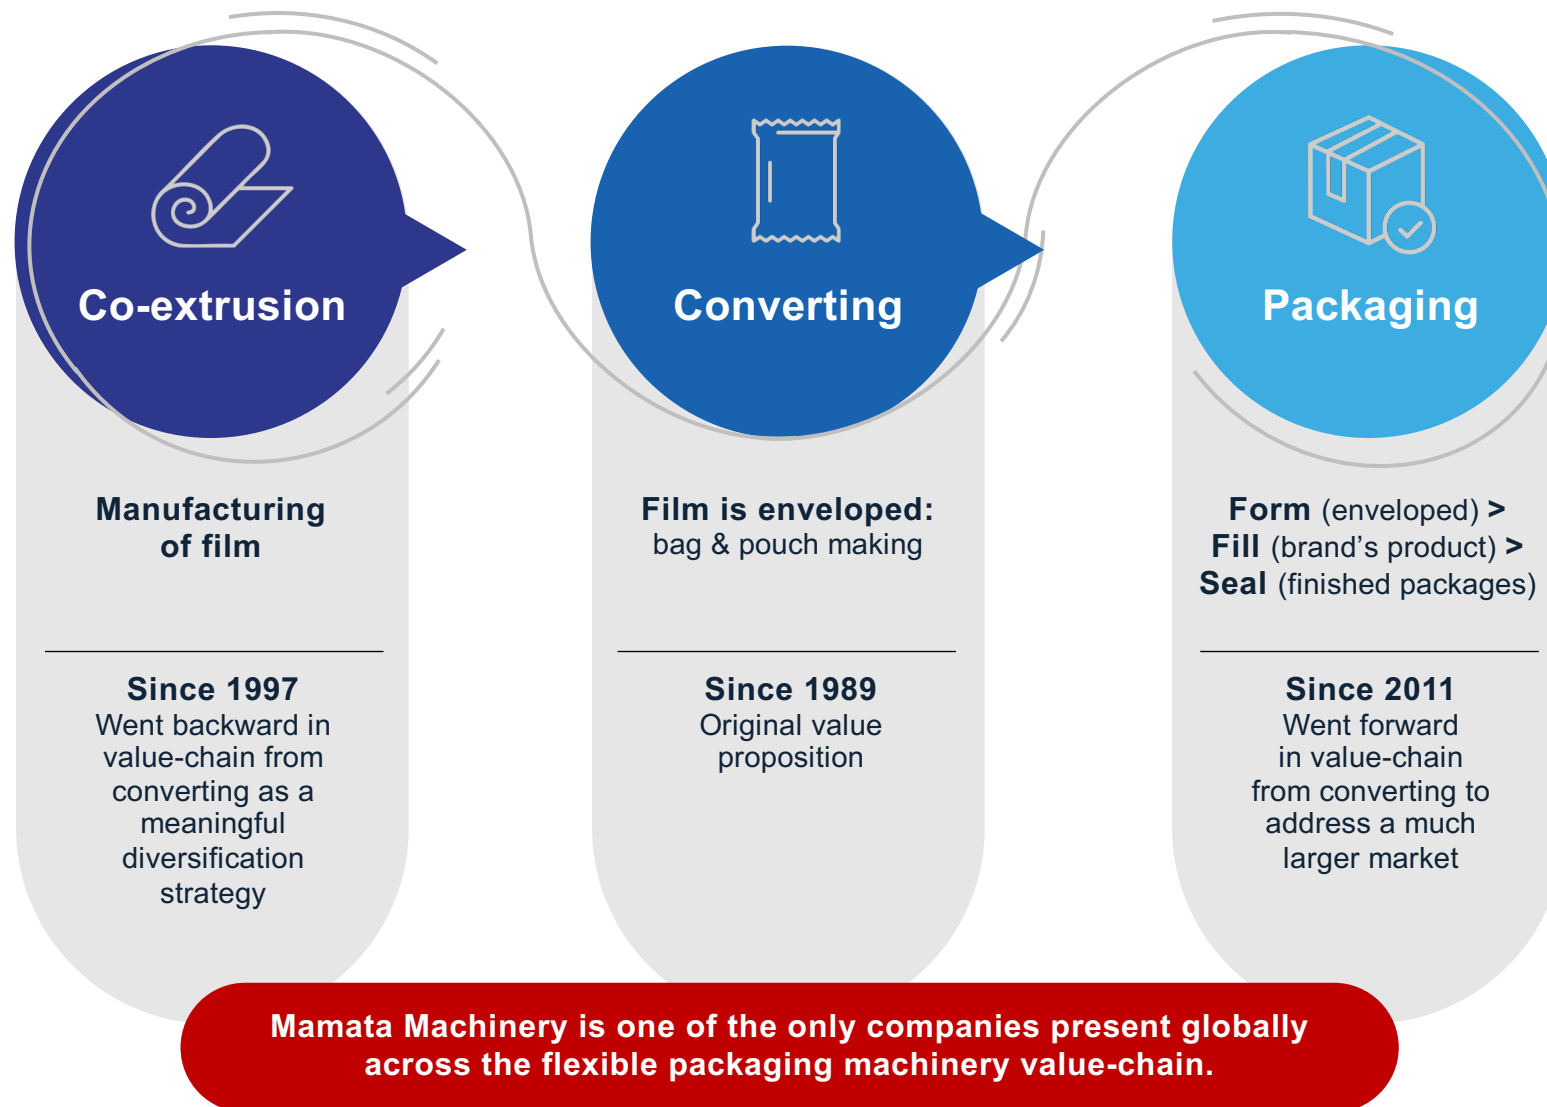 Co-extrusion
Manufacturing
of film
Since 1997
Went backward in
value-chain from
converting as a
meaningful
diversification
strategy
Converting
Film is enveloped:
bag & pouch making
Since 1989
Original value
proposition
Packaging
Form (enveloped) >
Fill (brand’s product) >
Seal (finished packages)
Since 2011
Went forward
in value-chain
from converting to
address a much
larger market
Mamata Machinery is one of the only companies present globally
across the flexible packaging machinery value-chain.